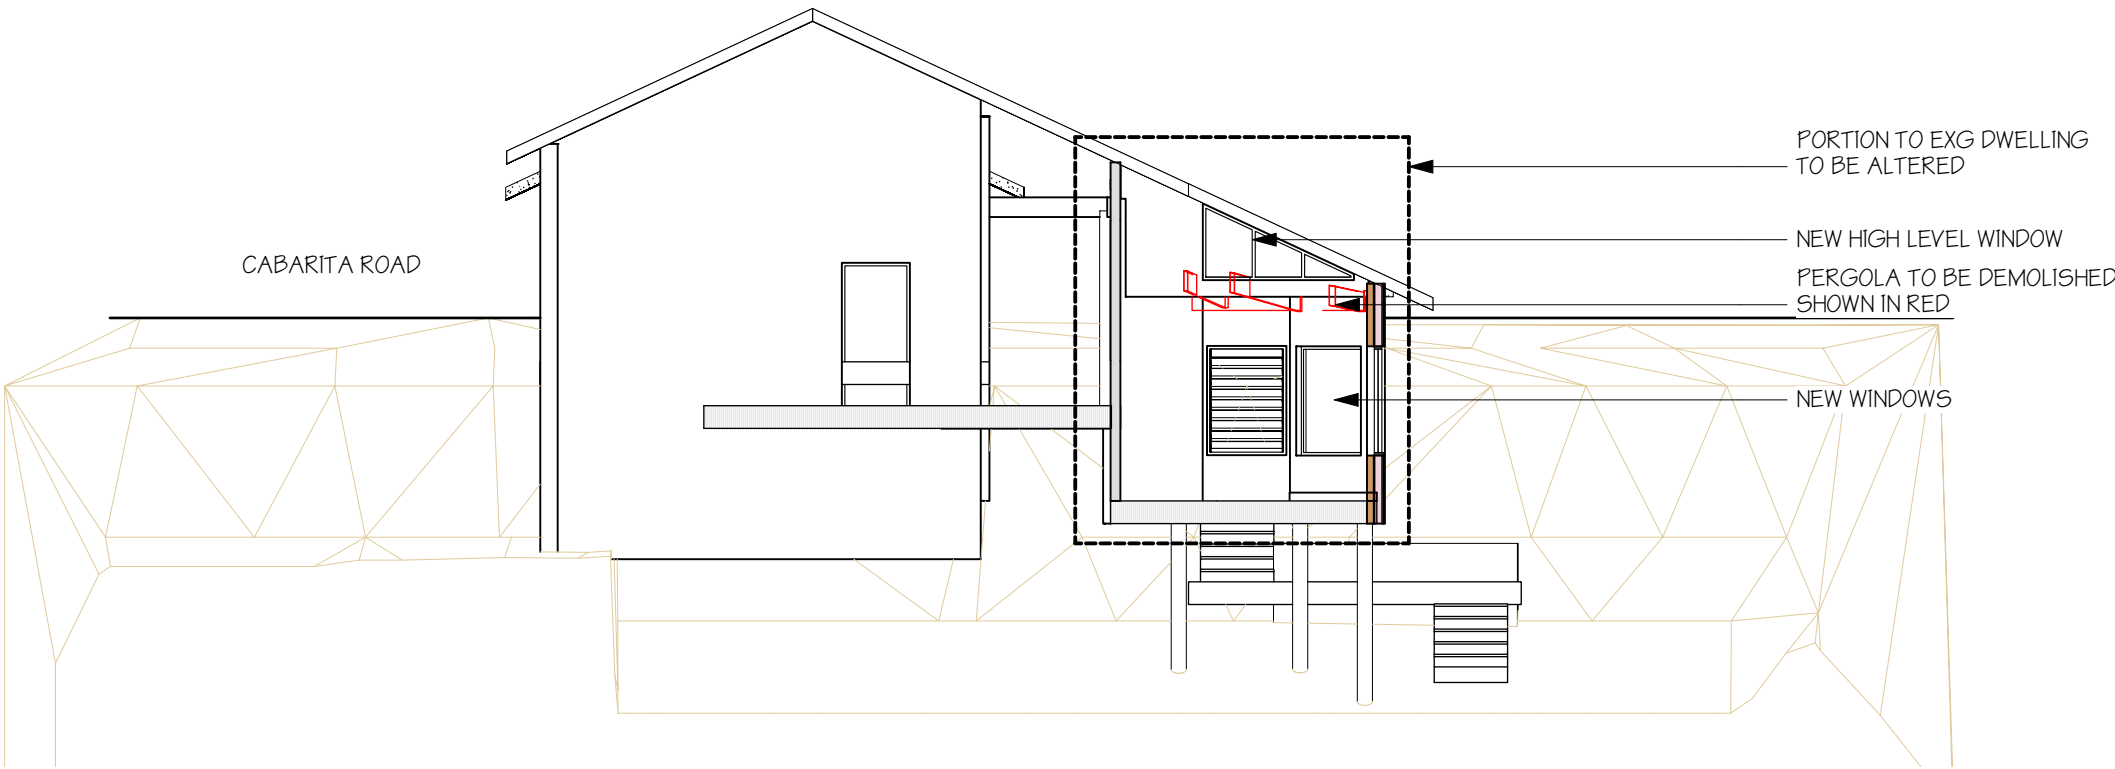 PORTION TO EXG DWELLING
TO BE ALTERED
NEW HIGH LEVEL WINDOW
CABARITA ROAD
PERGOLA TO BE DEMOLISHED
SHOWN IN RED
NEW WINDOWS